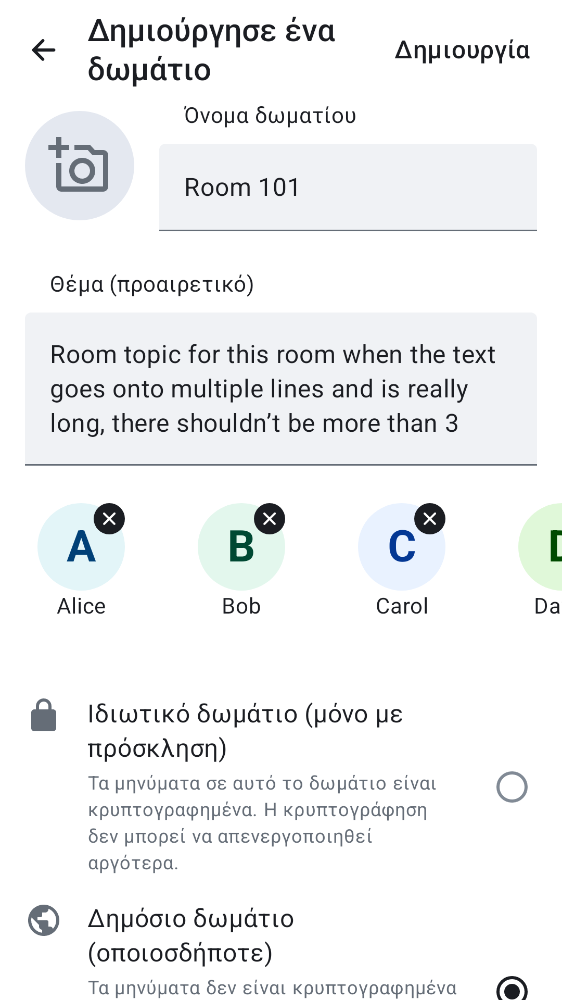 Δημιούργησε ένα
δωμάτιο
Δημιουργία
Όνομα δωματίου
Room 101
Θέμα (προαιρετικό)
Room topic for this room when the text
goes onto multiple lines and is really
long, there shouldn’t be more than 3
A
B
C
Alice
Bob
Carol
Da
Ιδιωτικό δωμάτιο (μόνο με
πρόσκληση)
Τα μηνύματα σε αυτό το δωμάτιο είναι
κρυπτογραφημένα. Η κρυπτογράφηση
δεν μπορεί να απενεργοποιηθεί
αργότερα.
Δημόσιο δωμάτιο
(οποιοσδήποτε)
Τα μηνύματα δεν είναι κρυπτογραφημένα